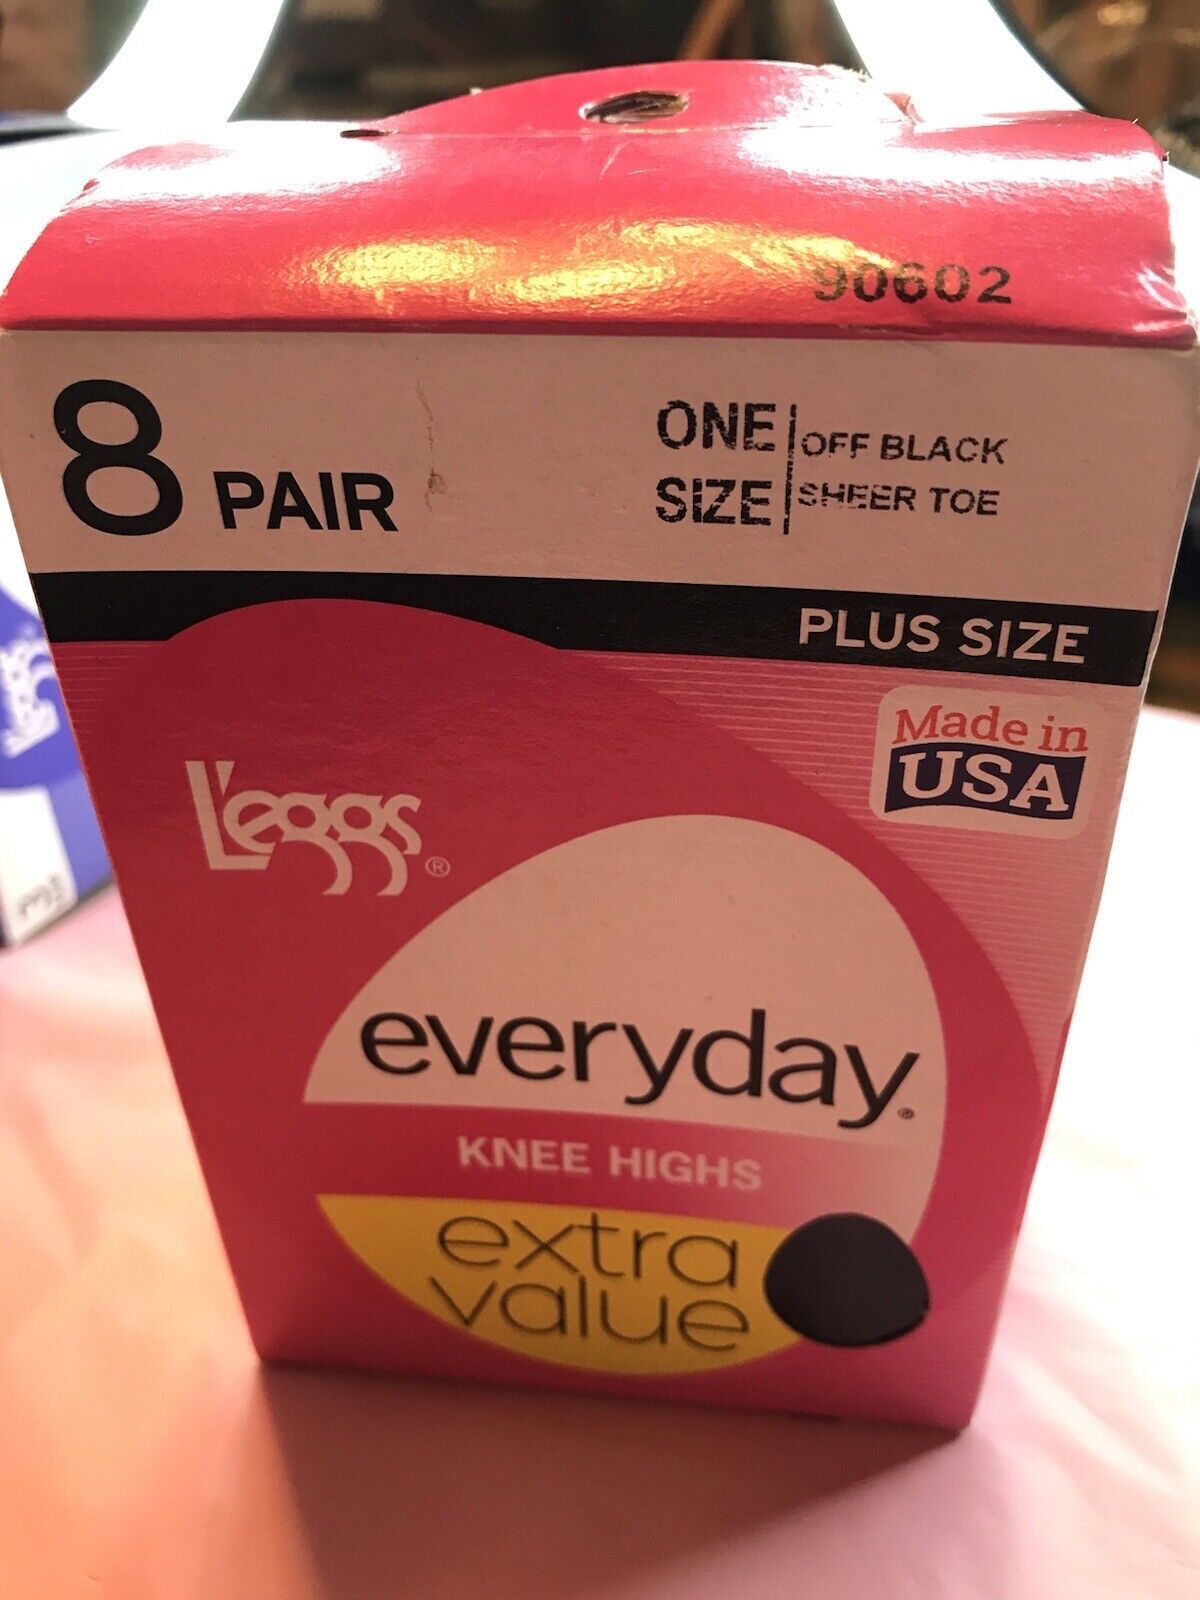 90602
8 PAIR
ONE SIZE
OFF BLACK
SHEER TOE
PLUS SIZE
Made in
USA
L'eggs®
everyday®
KNEE HIGHS
extra
value
L'eggs